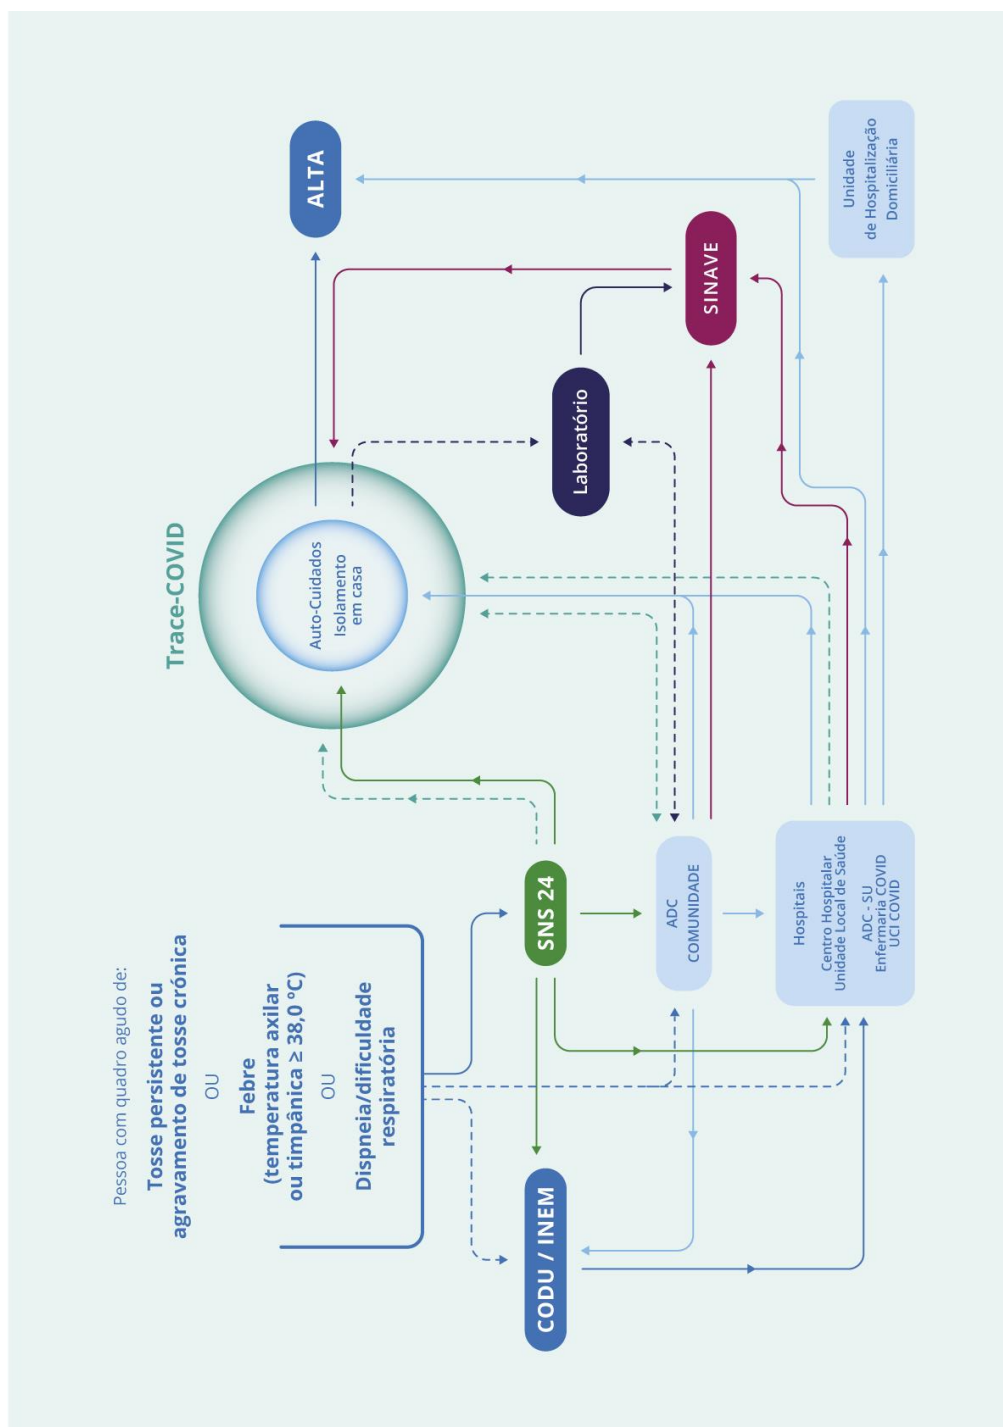 Pessoa com quadro agudo de:
Tosse persistente ou
agravamento de tosse crónica
OU
Febre
(temperatura axilar
ou timpânica ≥ 38,0 ºC)
OU
Dispneia/dificuldade
respiratória
CODU / INEM
SNS 24
ADC
COMUNIDADE
Hospitais
Centro Hospitalar
Unidade Local de Saúde
ADC - SU
Enfermaria COVID
UCI COVID
Trace-COVID
Auto-Cuidados
Isolamento
em casa
Laboratório
SINAVE
ALTA
Unidade
de Hospitalização
Domiciliária